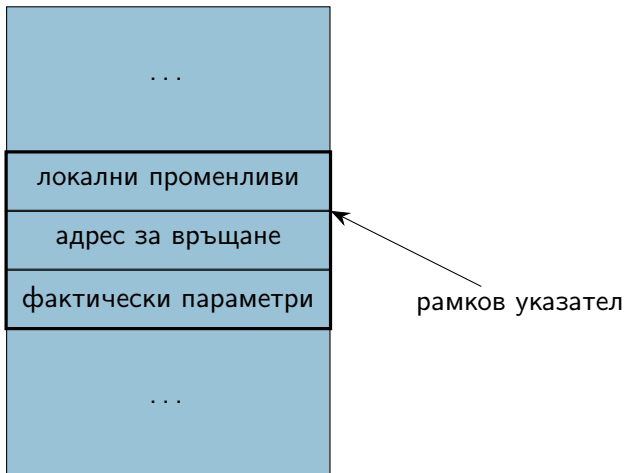 ...
локални променливи
адрес за връщане
фактически параметри
рамков указател
...